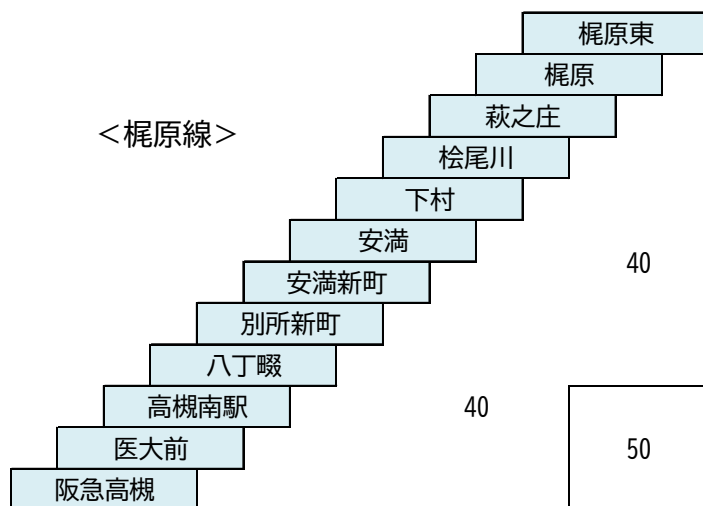 梶原東
梶原
萩之庄
＜梶原線＞
桧尾川
下村
安満
40
安満新町
別所新町
八丁畷
高槻南駅
40
医大前
50
阪急高槻